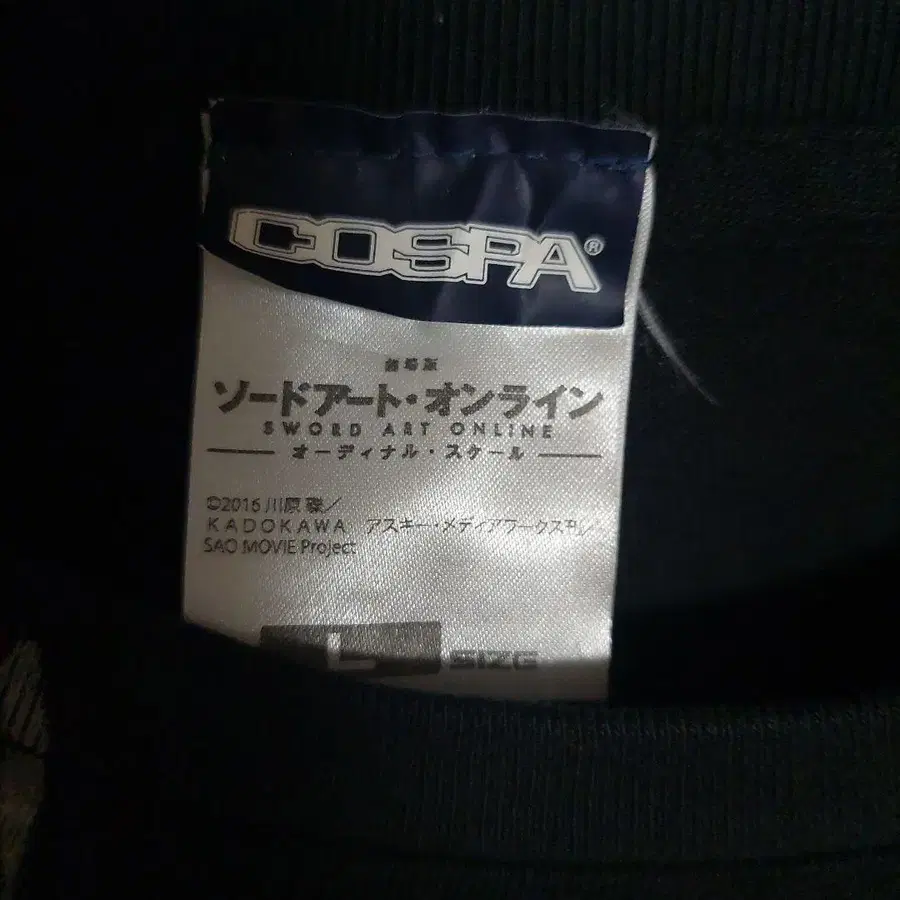 COSPA®
劇場版
ソードアート・オンライン
SWORD ART ONLINE
オーディナル・スケール
©2016 川原 礫／
KADOKAWA アスキー・メディアワークス刊／
SAO MOVIE Project
L SIZE